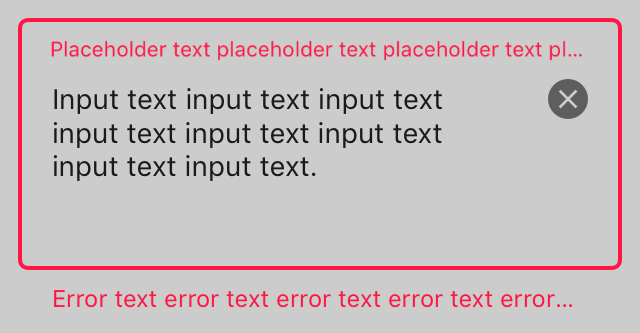 Placeholder text placeholder text placeholder text pl...
Input text input text input text
input text input text input text
input text input text.
Error text error text error text error text error...